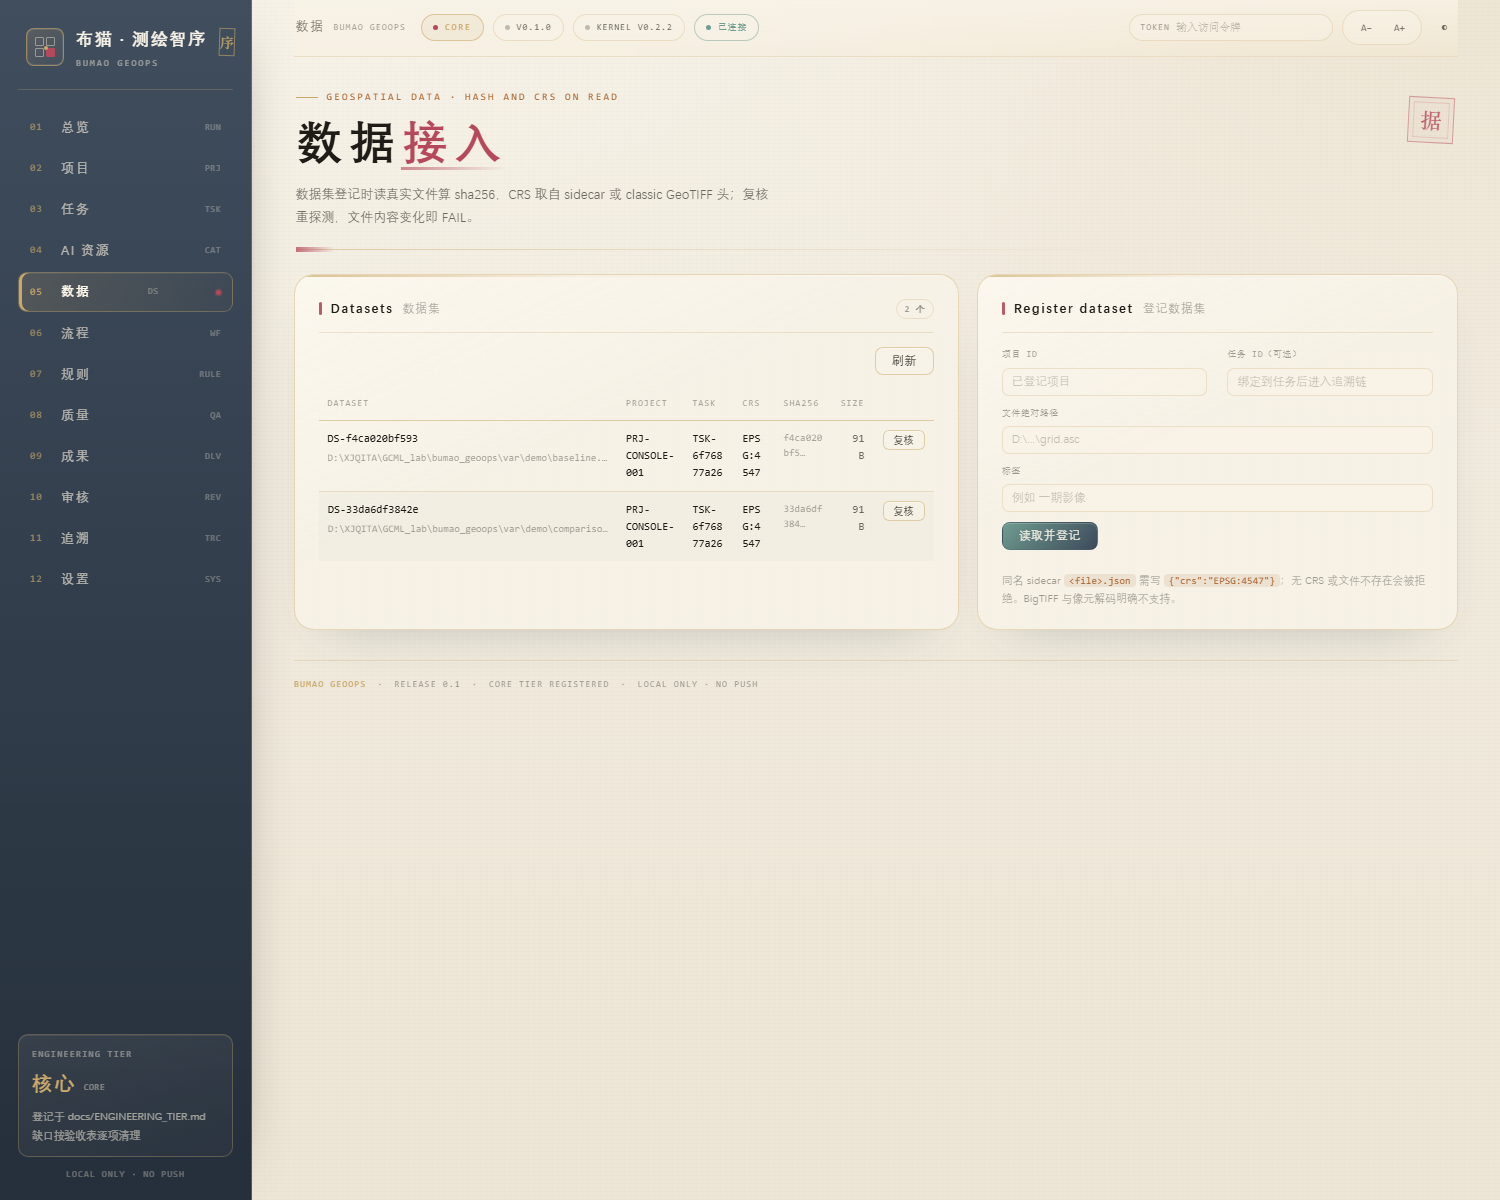 布猫 · 测绘智序
序
BUMAO GEOOPS
01 总览 RUN
02 项目 PRJ
03 任务 TSK
04 AI 资源 CAT
05 数据 DS
06 流程 WF
07 规则 RULE
08 质量 QA
09 成果 DLV
10 审核 REV
11 追溯 TRC
12 设置 SYS
ENGINEERING TIER
核心 CORE
登记于 docs/ENGINEERING_TIER.md
缺口按验收表逐项清理
LOCAL ONLY · NO PUSH
数据 BUMAO GEOOPS CORE V0.1.0 KERNEL V0.2.2 已连接 TOKEN 输入访问令牌 A− A+
GEOSPATIAL DATA · HASH AND CRS ON READ
数据接入
据
数据集登记时读真实文件算 sha256，CRS 取自 sidecar 或 classic GeoTIFF 头；复核
重探测，文件内容变化即 FAIL。
Datasets 数据集 2 个
刷新
DATASET PROJECT TASK CRS SHA256 SIZE
DS-f4ca020bf593 PRJ- TSK- EPS f4ca020 91 复核
D:\XJQITA\GCML_lab\bumao_geoops\var\demo\baseline.… CONSOLE- 6f768 G:4 bf5… B
001 77a26 547
DS-33da6df3842e PRJ- TSK- EPS 33da6df 91 复核
D:\XJQITA\GCML_lab\bumao_geoops\var\demo\compariso… CONSOLE- 6f768 G:4 384… B
001 77a26 547
Register dataset 登记数据集
项目 ID 任务 ID（可选）
已登记项目 绑定到任务后进入追溯链
文件绝对路径
D:\...\grid.asc
标签
例如 一期影像
读取并登记
同名 sidecar <file>.json 需写 {"crs":"EPSG:4547"}；无 CRS 或文件不存在会被拒
绝。BigTIFF 与像元解码明确不支持。
BUMAO GEOOPS · RELEASE 0.1 · CORE TIER REGISTERED · LOCAL ONLY · NO PUSH